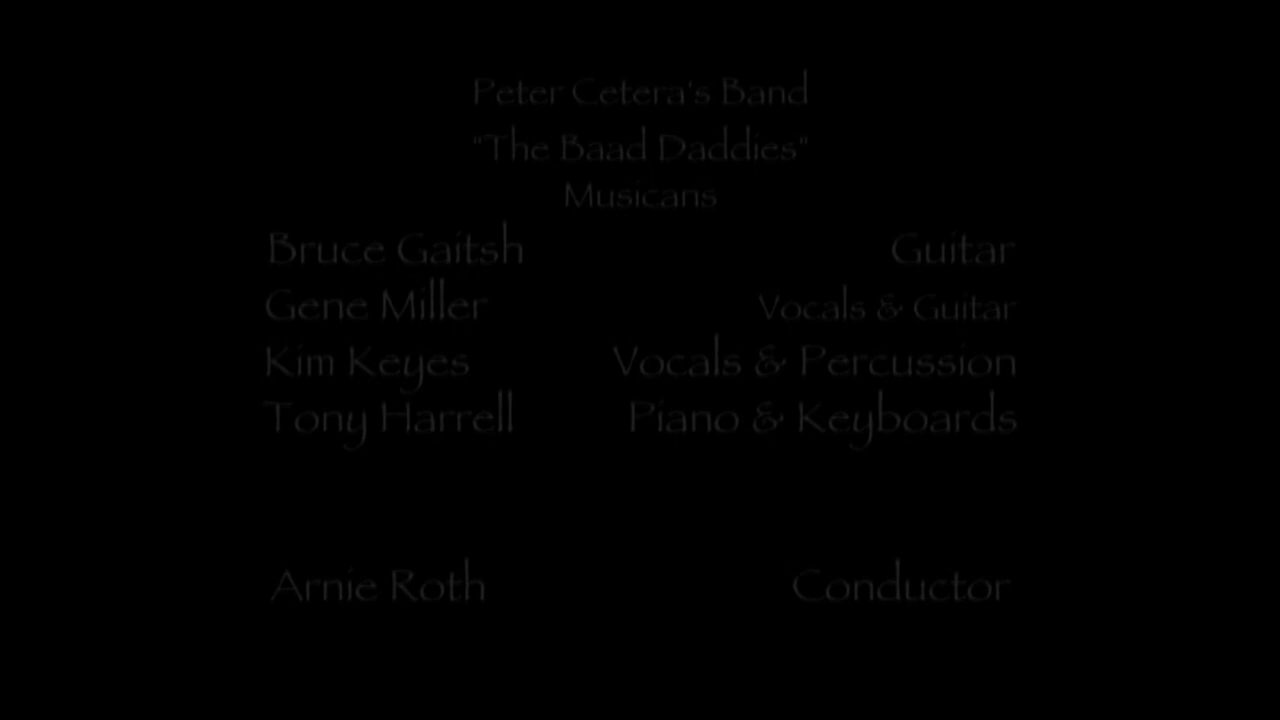 Peter Cetera's Band
"The Baad Daddies"
Musicans
Bruce Gaitsh Guitar
Gene Miller Vocals & Guitar
Kim Keyes Vocals & Percussion
Tony Harrell Piano & Keyboards
Arnie Roth Conductor